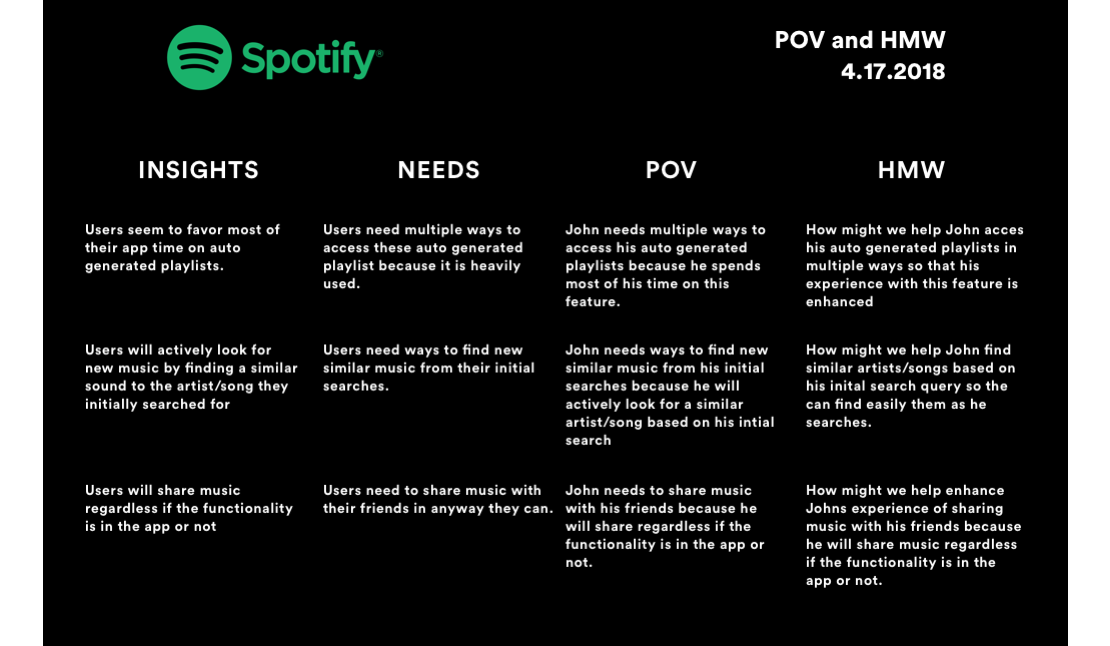 Spotify®
POV and HMW
4.17.2018
INSIGHTS
NEEDS
POV
HMW
Users seem to favor most of
their app time on auto
generated playlists.
Users need multiple ways to
access these auto generated
playlist because it is heavily
used.
John needs multiple ways to
access his auto generated
playlists because he spends
most of his time on this
feature.
How might we help John acces
his auto generated playlists in
multiple ways so that his
experience with this feature is
enhanced
Users will actively look for
new music by finding a similar
sound to the artist/song they
initially searched for
Users need ways to find new
similar music from their initial
searches.
John needs ways to find new
similar music from his initial
searches because he will
actively look for a similar
artist/song based on his intial
search
How might we help John find
similar artists/songs based on
his inital search query so the
can find easily them as he
searches.
Users will share music
regardless if the functionality
is in the app or not
Users need to share music with
their friends in anyway they can.
John needs to share music
with his friends because he
will share regardless if the
functionality is in the app or
not.
How might we help enhance
Johns experience of sharing
music with his friends because
he will share music regardless
if the functionality is in the
app or not.